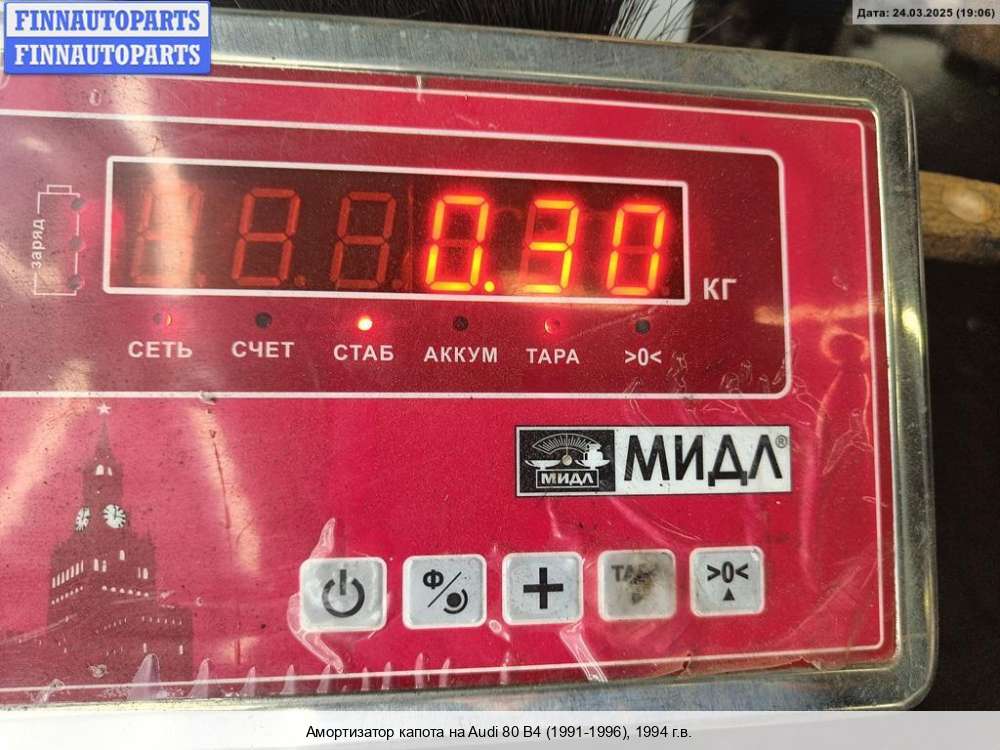 FINNAUTOPARTS
FINNAUTOPARTS
Дата: 24.03.2025 (19:06)
заряд
0.30
КГ
СЕТЬ СЧЕТ СТАБ АККУМ ТАРА >0<
МИДЛ МИДЛ®
Ф/ + >0<
Амортизатор капота на Audi 80 B4 (1991-1996), 1994 г.в.